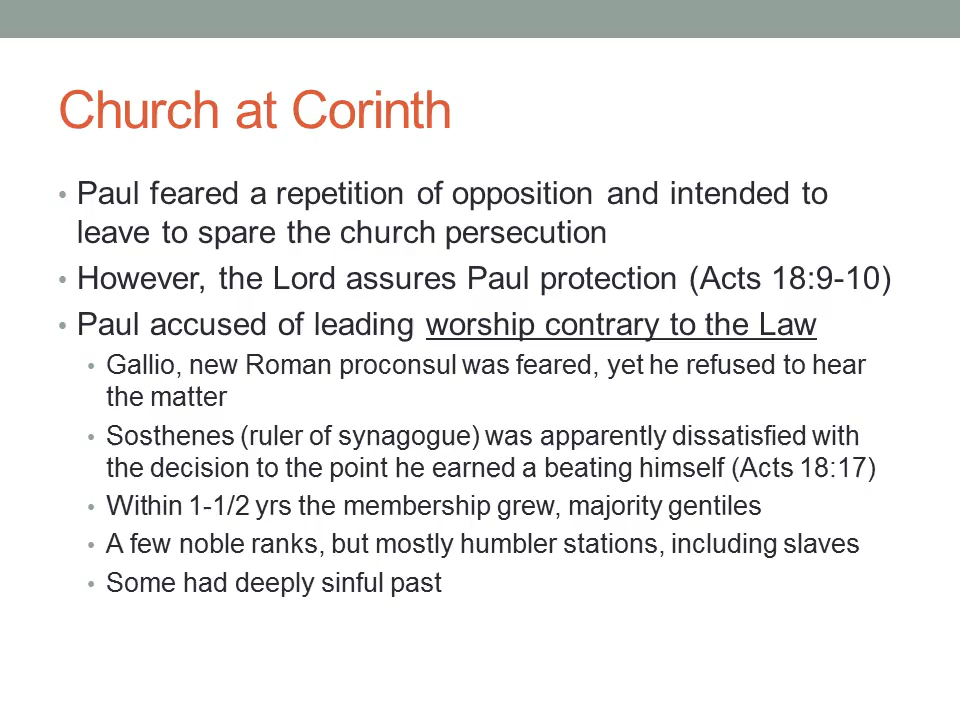 Church at Corinth
• Paul feared a repetition of opposition and intended to
leave to spare the church persecution
• However, the Lord assures Paul protection (Acts 18:9-10)
• Paul accused of leading worship contrary to the Law
• Gallio, new Roman proconsul was feared, yet he refused to hear
the matter
• Sosthenes (ruler of synagogue) was apparently dissatisfied with
the decision to the point he earned a beating himself (Acts 18:17)
• Within 1-1/2 yrs the membership grew, majority gentiles
• A few noble ranks, but mostly humbler stations, including slaves
• Some had deeply sinful past